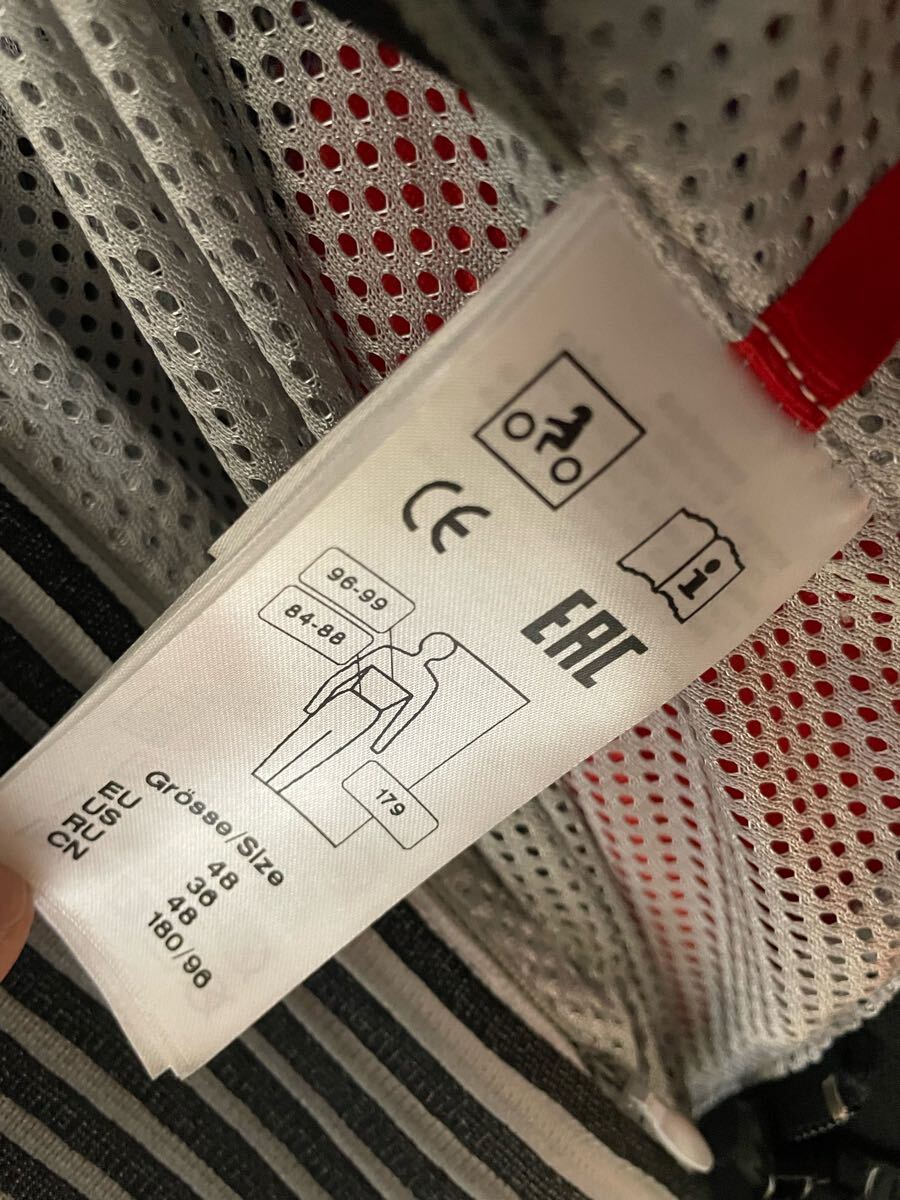 CE
EAC
i
96-99
84-88
179
Grösse/Size
EU 48
US 38
RU 48
CN 180/96